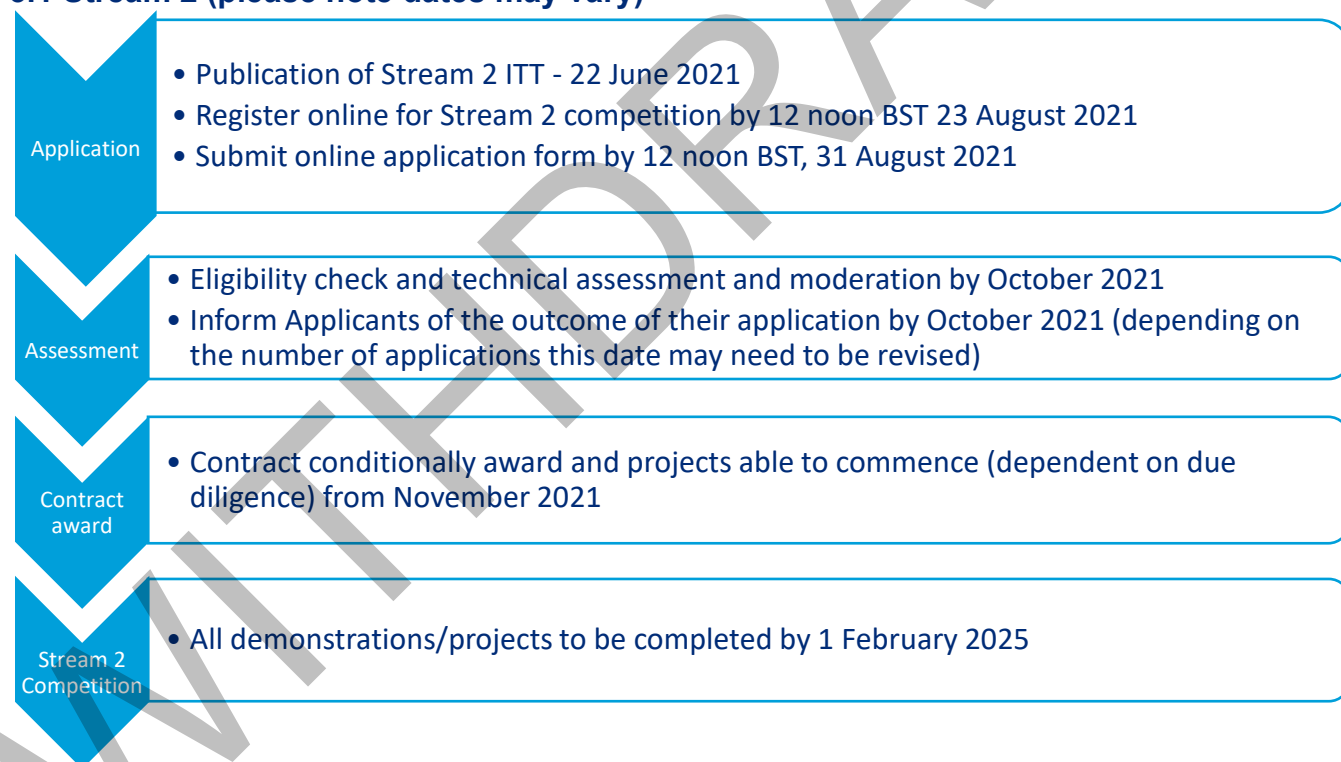 Stream 2 (please note dates may vary)
Application
• Publication of Stream 2 ITT - 22 June 2021
• Register online for Stream 2 competition by 12 noon BST 23 August 2021
• Submit online application form by 12 noon BST, 31 August 2021
Assessment
• Eligibility check and technical assessment and moderation by October 2021
• Inform Applicants of the outcome of their application by October 2021 (depending on
the number of applications this date may need to be revised)
Contract
award
• Contract conditionally award and projects able to commence (dependent on due
diligence) from November 2021
Stream 2
Competition
• All demonstrations/projects to be completed by 1 February 2025
WITHDRA